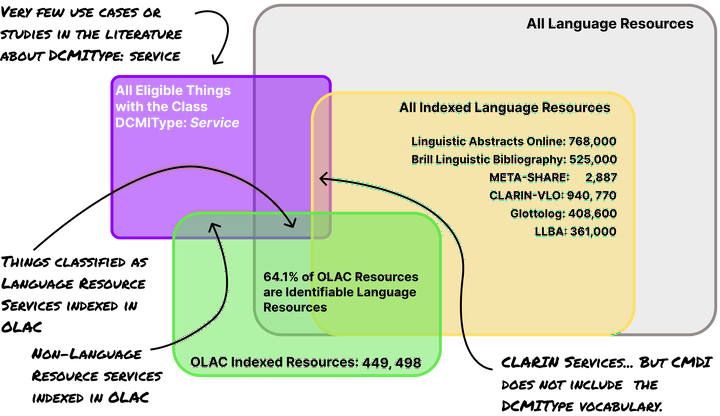 Very few use cases or
studies in the literature
about DCMIType: service
All Language Resources
All Eligible Things
with the Class
DCMIType: Service
All Indexed Language Resources
Linguistic Abstracts Online: 768,000
Brill Linguistic Bibliography: 525,000
META-SHARE: 2,887
CLARIN-VLO: 940, 770
Glottolog: 408,600
LLBA: 361,000
Things classified as
Language Resource
Services indexed in
OLAC
64.1% of OLAC Resources
are Identifiable Language
Resources
Non-Language
Resource services
indexed in OLAC
OLAC Indexed Resources: 449, 498
CLARIN Services... But CMDI
does not include the
DCMIType vocabulary.